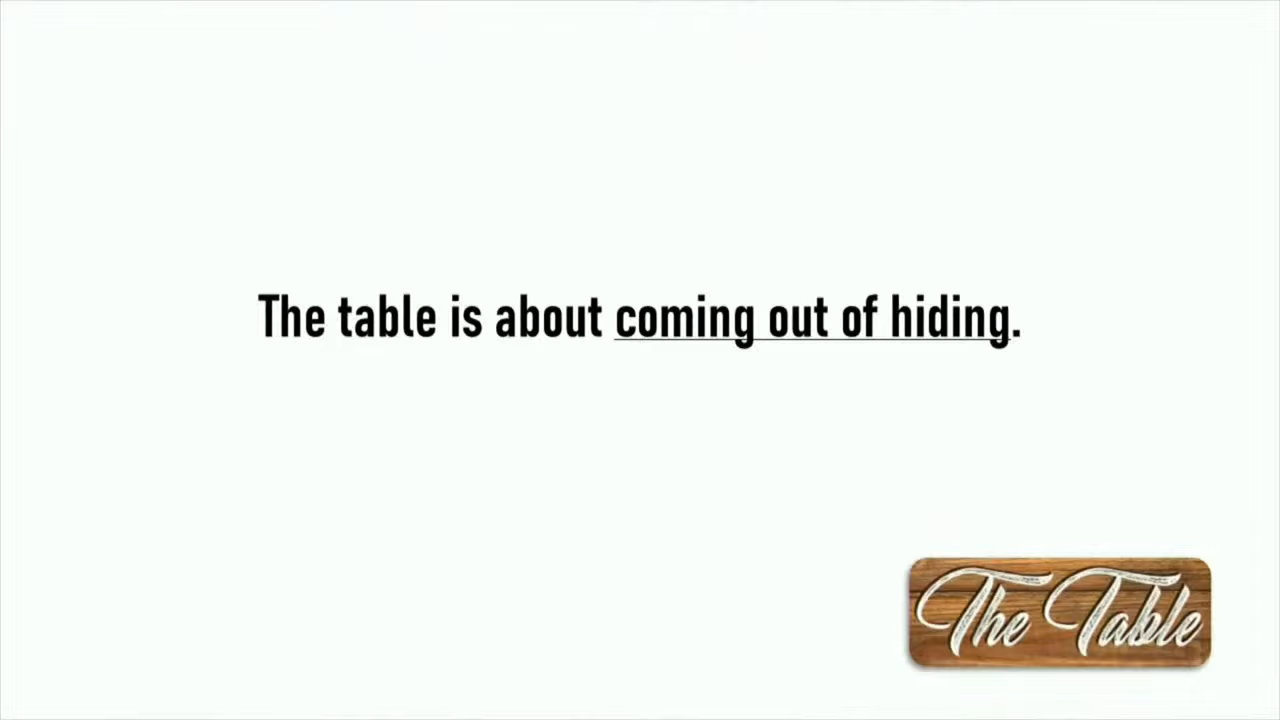 The table is about coming out of hiding.
The Table